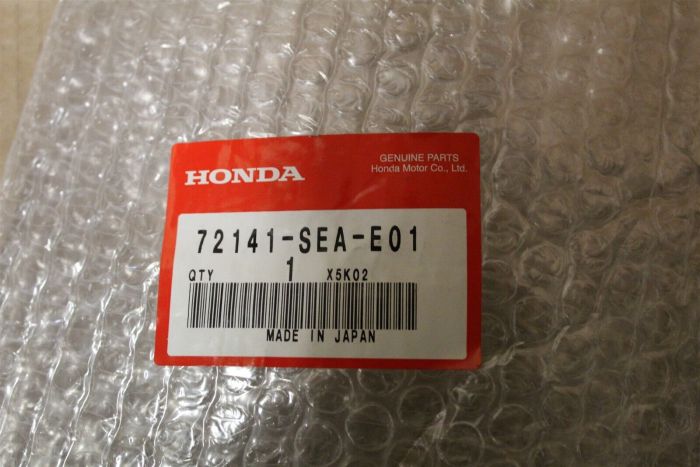 HONDA
GENUINE PARTS
Honda Motor Co., Ltd.
72141-SEA-E01
QTY 1 X5K02
MADE IN JAPAN